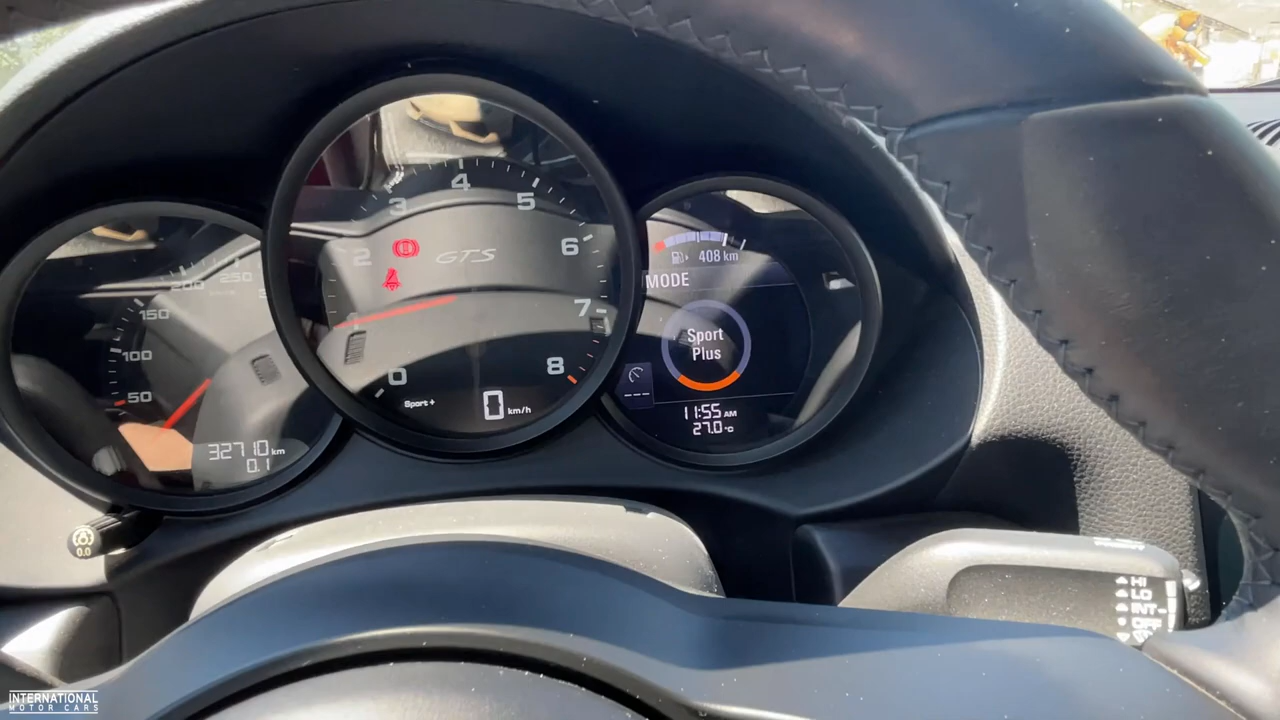 50
100
150
200
250
32710 km
0.1
0
2
3
4
5
6
7
8
GTS
Sport +
0 km/h
408 km
MODE
Sport
Plus
---
11:55 AM
27.0 °C
0.0
HI
LO
INT
OFF
INTERNATIONAL
MOTOR CARS